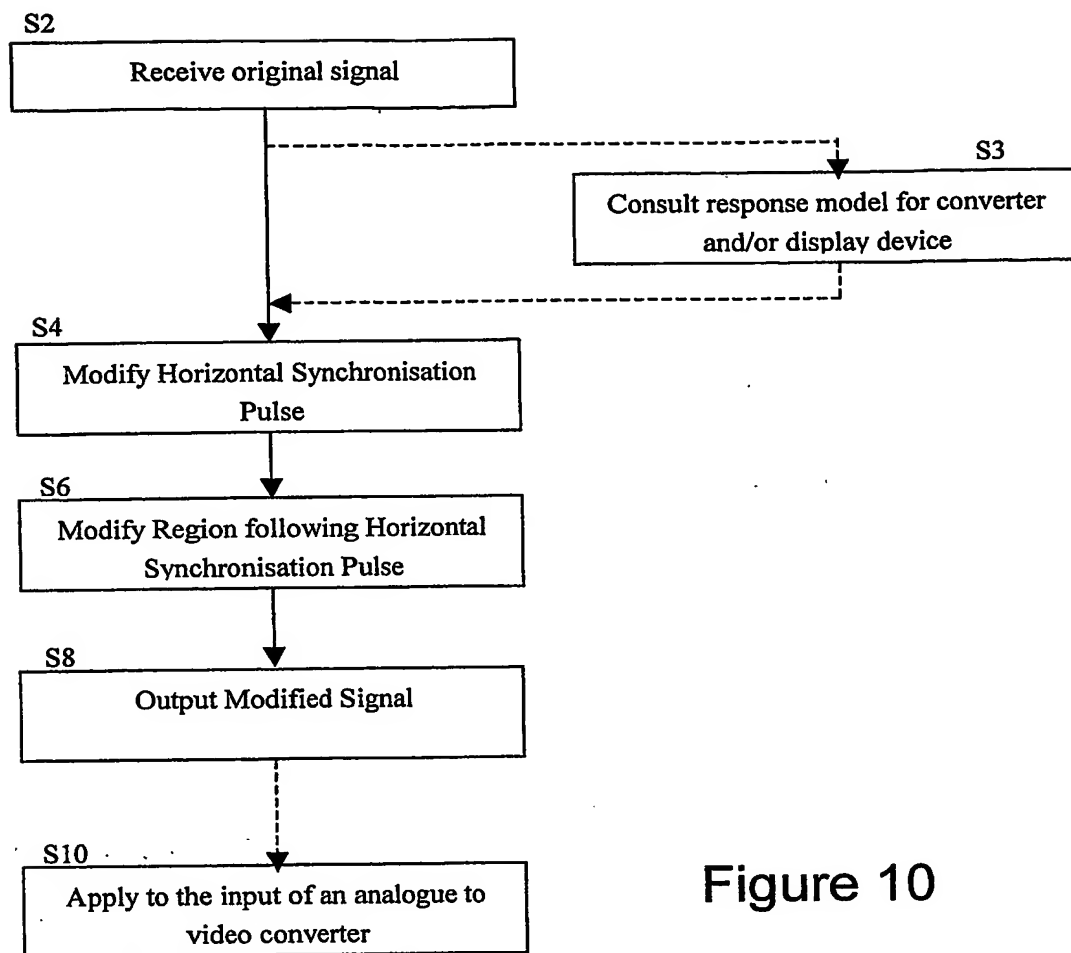 S2
Receive original signal
S3
Consult response model for converter
and/or display device
S4
Modify Horizontal Synchronisation
Pulse
S6
Modify Region following Horizontal
Synchronisation Pulse
S8
Output Modified Signal
S10
Apply to the input of an analogue to
video converter
Figure 10